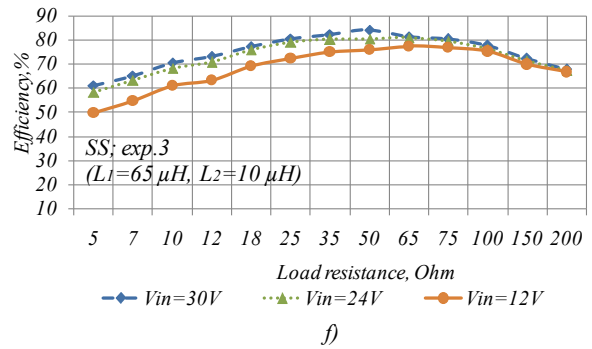 Efficiency,%
90
80
70
60
50
40
30
20
10
SS; exp.3
(L1=65 µH, L2=10 µH)
5 7 10 12 18 25 35 50 65 75 100 150 200
Load resistance, Ohm
Vin=30V Vin=24V Vin=12V
f)